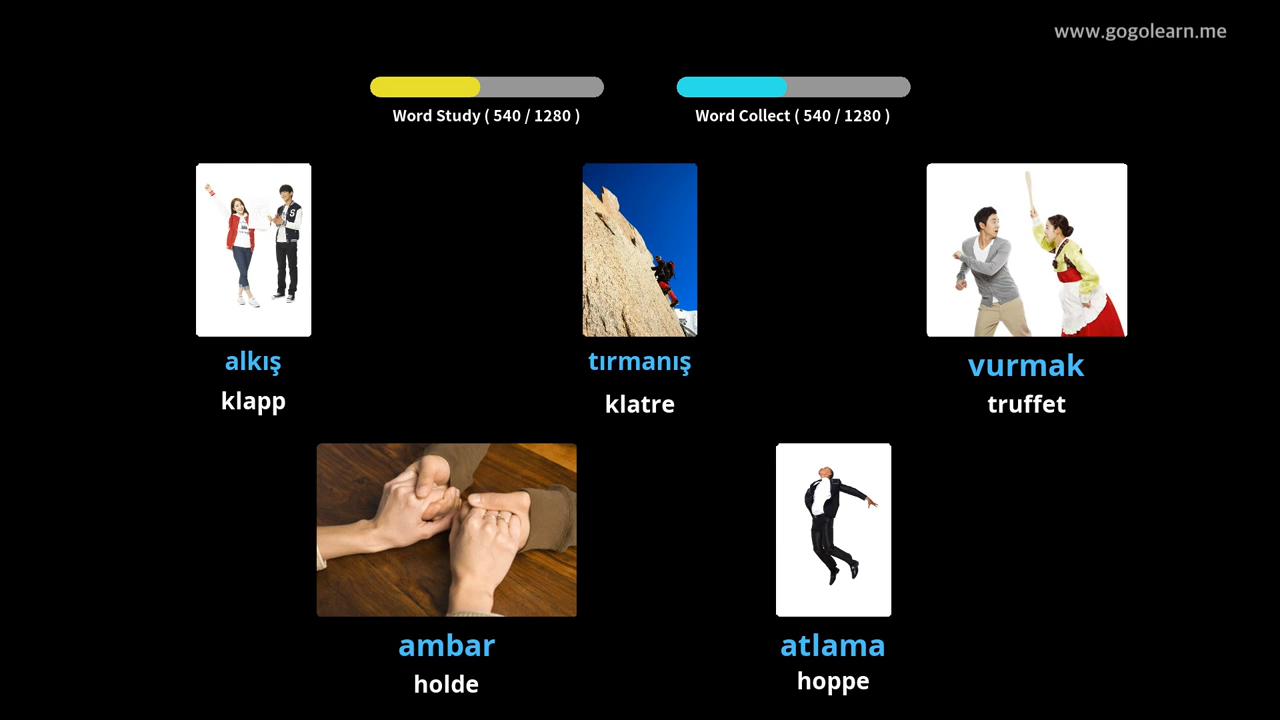 www.gogolearn.me
Word Study ( 540 / 1280 )
Word Collect ( 540 / 1280 )
alkış
klapp
tırmanış
klatre
vurmak
truffet
ambar
holde
atlama
hoppe